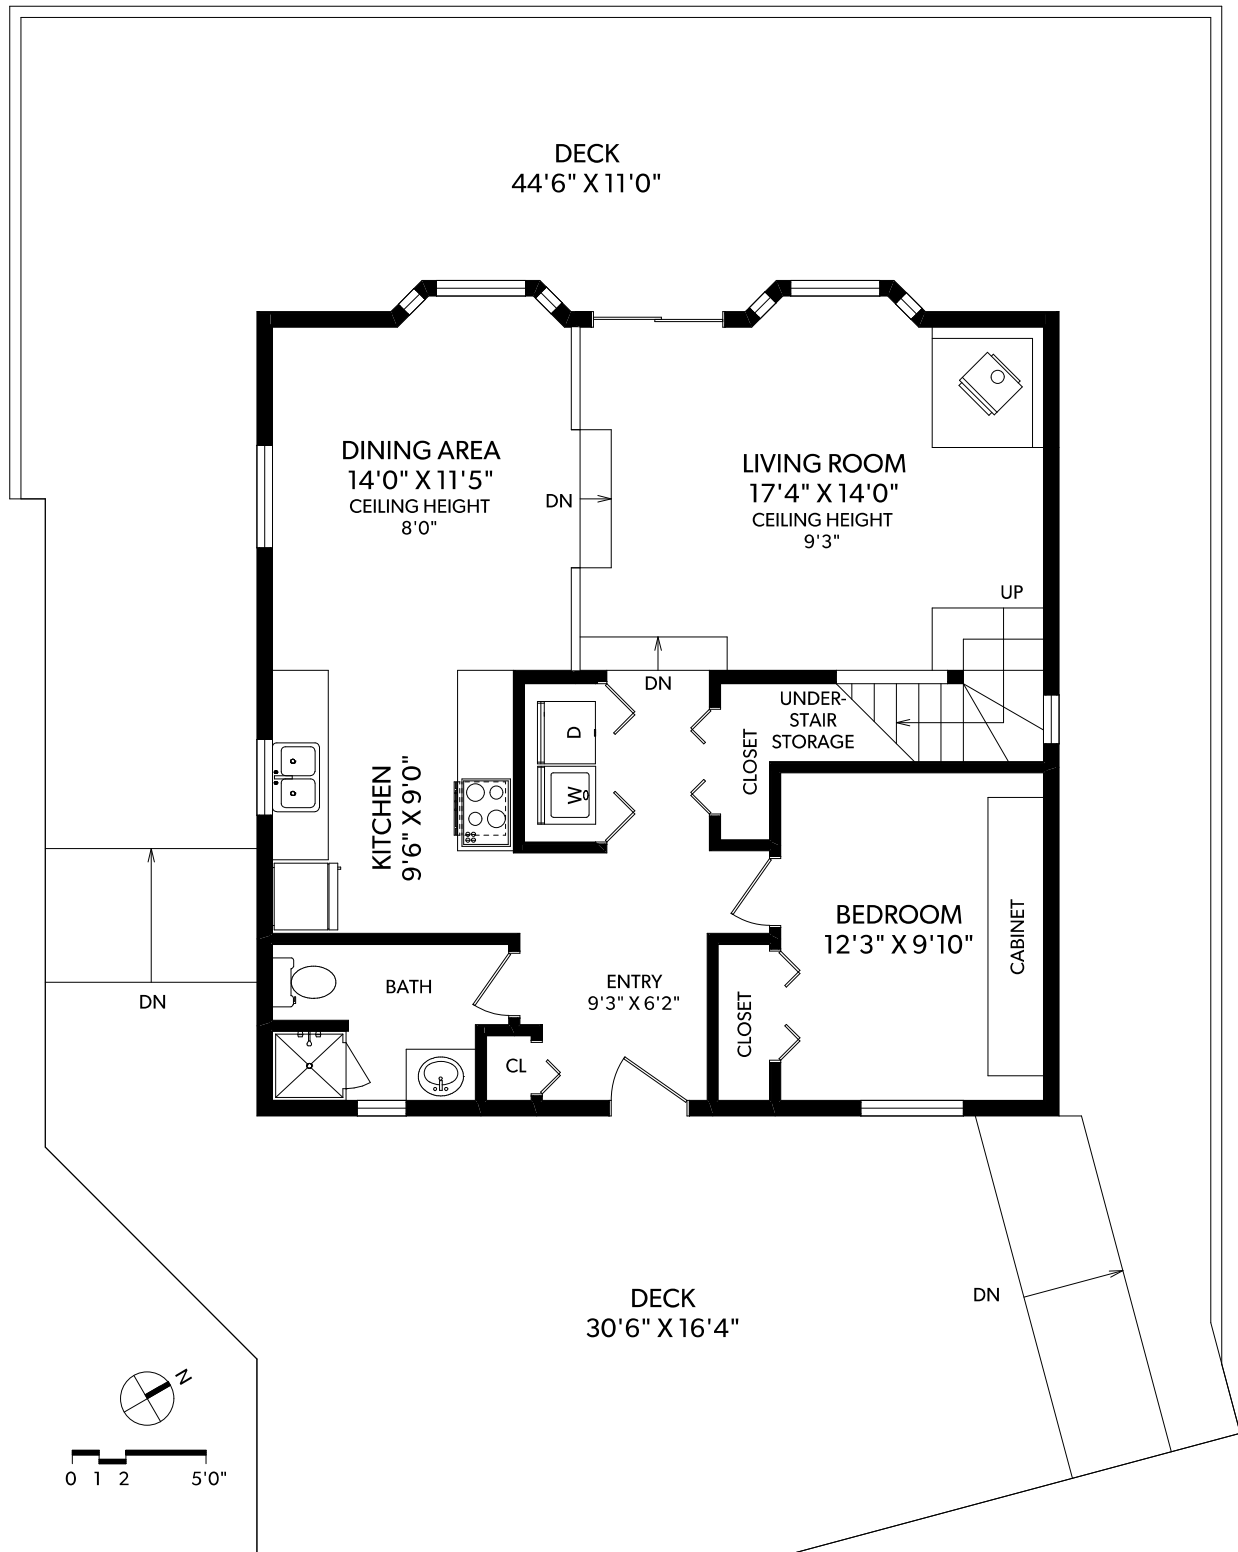 DECK
44'6" X 11'0"
DINING AREA
14'0" X 11'5"
CEILING HEIGHT
8'0"
DN
LIVING ROOM
17'4" X 14'0"
CEILING HEIGHT
9'3"
UP
DN
UNDER-
STAIR
STORAGE
CLOSET
D
W
KITCHEN
9'6" X 9'0"
BEDROOM
12'3" X 9'10"
CABINET
DN
BATH
ENTRY
9'3" X 6'2"
CLOSET
CL
DECK
30'6" X 16'4"
DN
N
0 1 2 5'0"